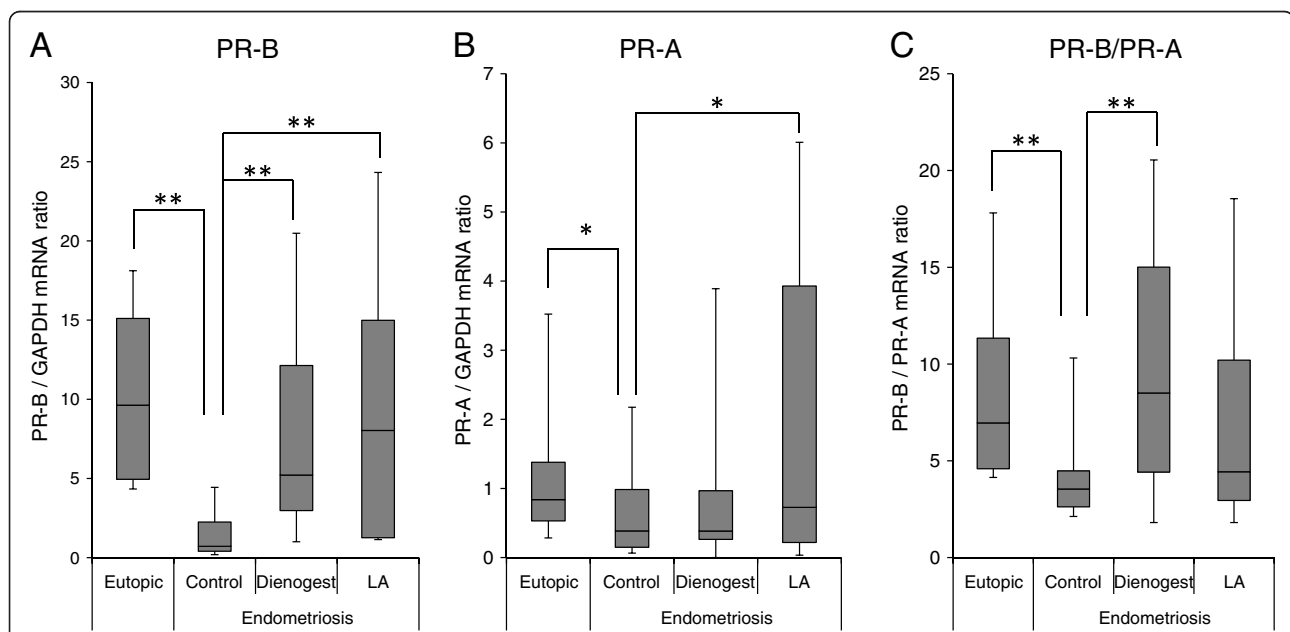 A
PR-B
PR-B / GAPDH mRNA ratio
30
25
20
15
10
5
0
**
**
**
Eutopic
Control
Dienogest
LA
Endometriosis
B
PR-A
PR-A / GAPDH mRNA ratio
7
6
5
4
3
2
1
0
*
*
Eutopic
Control
Dienogest
LA
Endometriosis
C
PR-B/PR-A
PR-B / PR-A mRNA ratio
25
20
15
10
5
0
**
**
Eutopic
Control
Dienogest
LA
Endometriosis